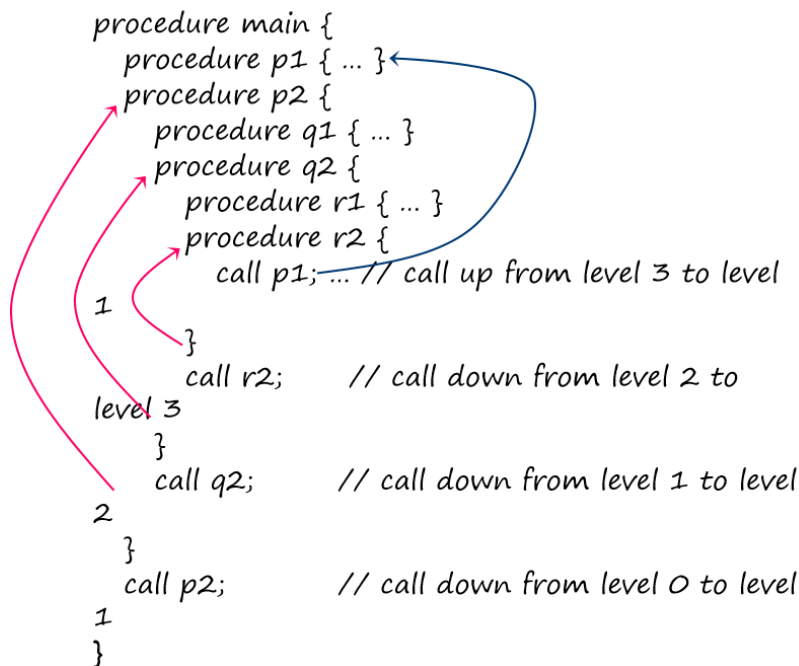 procedure main {
procedure p1 { ... }
procedure p2 {
procedure q1 { ... }
procedure q2 {
procedure r1 { ... }
procedure r2 {
call p1; ... // call up from level 3 to level
1
}
call r2; // call down from level 2 to
level 3
}
call q2; // call down from level 1 to level
2
}
call p2; // call down from level 0 to level
1
}